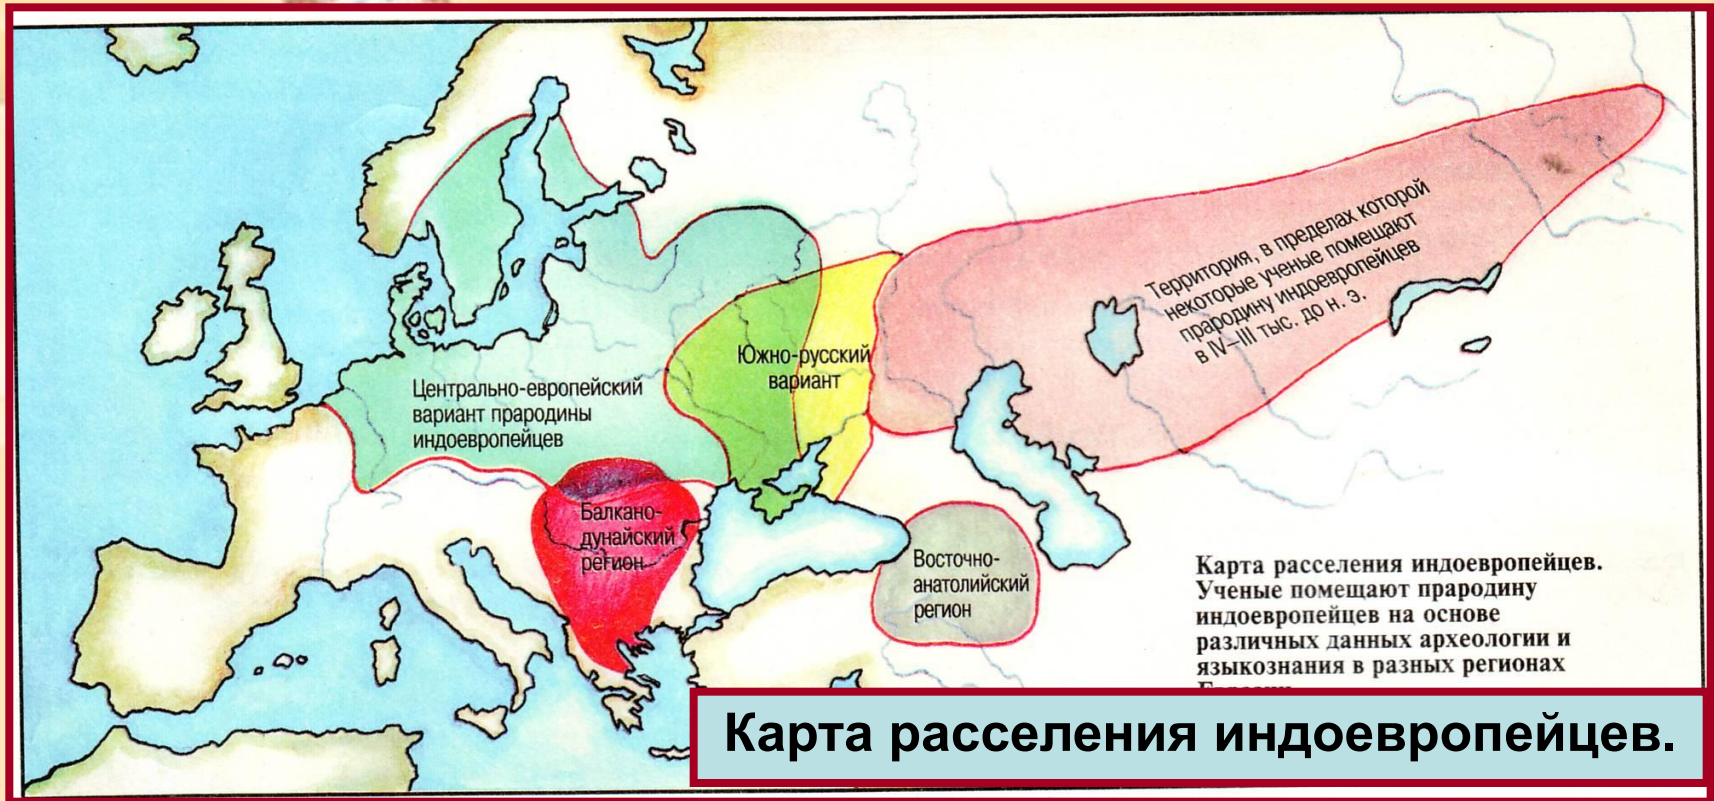 Территория, в пределах которой
некоторые ученые помещают
прародину индоевропейцев
в IV–III тыс. до н. э.
Южно-русский
вариант
Центрально-европейский
вариант прародины
индоевропейцев
Балкано-
дунайский
регион
Восточно-
анатолийский
регион
Карта расселения индоевропейцев.
Ученые помещают прародину
индоевропейцев на основе
различных данных археологии и
языкознания в разных регионах
Карта расселения индоевропейцев.